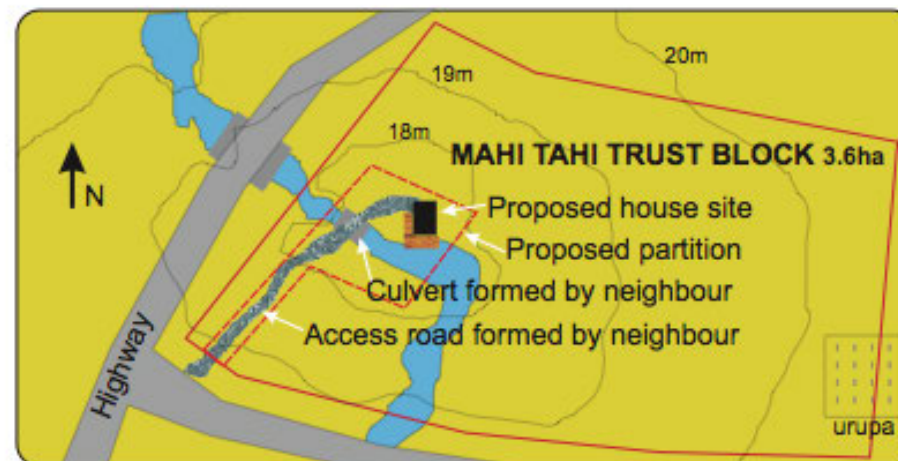 20m
19m
18m
MAHI TAHI TRUST BLOCK 3.6ha
N
Proposed house site
Proposed partition
Culvert formed by neighbour
Access road formed by neighbour
Highway
urupa